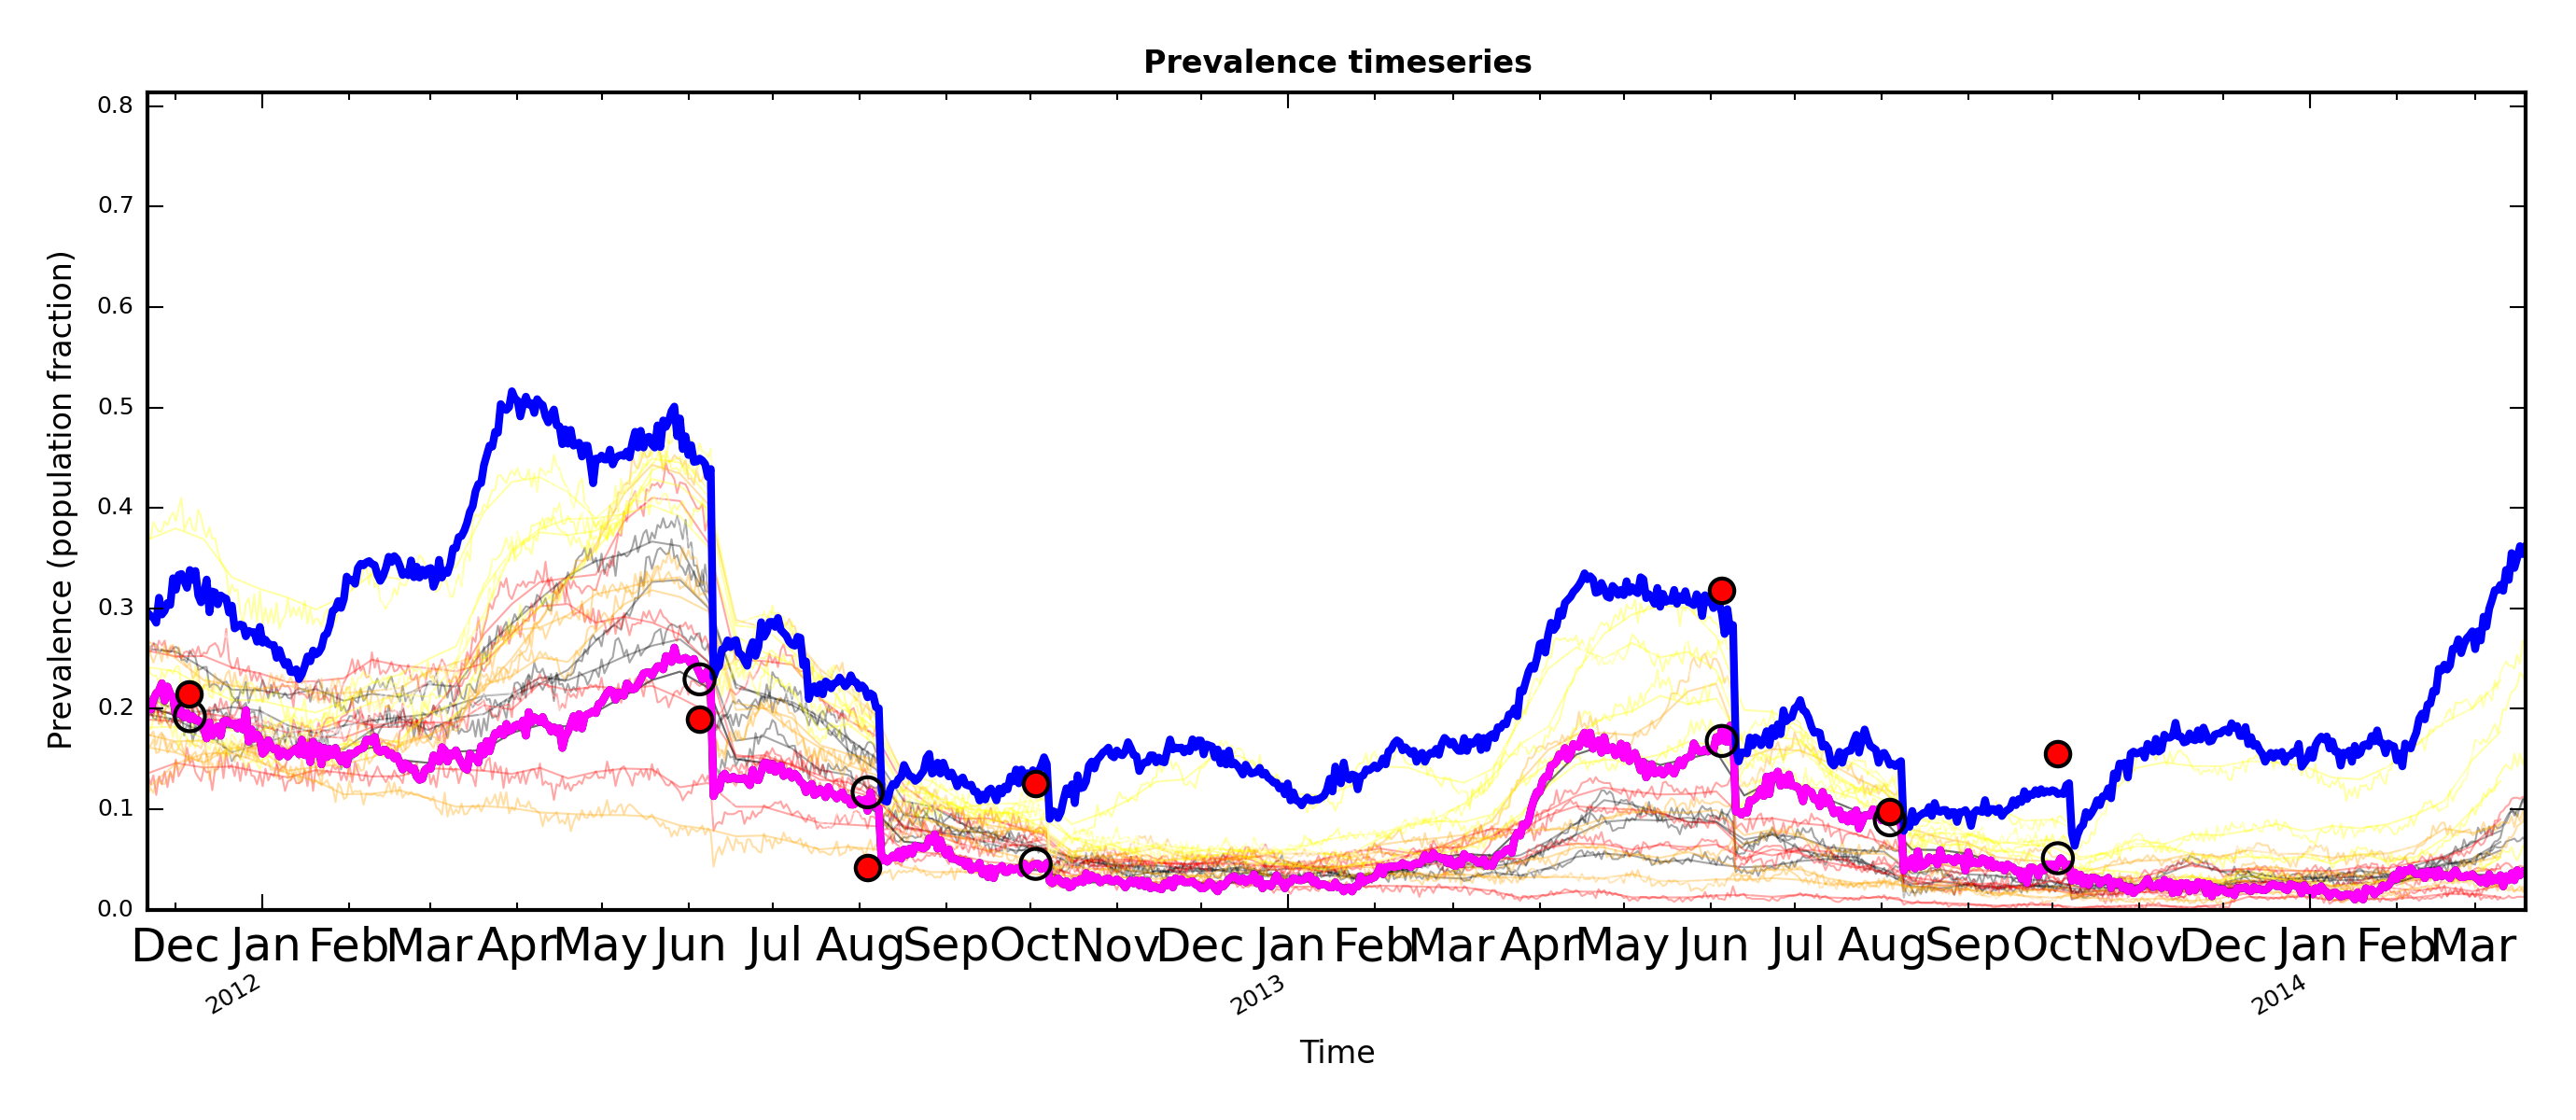 Prevalence timeseries
0.8
0.7
0.6
0.5
0.4
0.3
0.2
0.1
0.0
Prevalence (population fraction)
Dec Jan Feb Mar Apr May Jun Jul Aug Sep Oct Nov Dec Jan Feb Mar Apr May Jun Jul Aug Sep Oct Nov Dec Jan Feb Mar
2012 2013 2014
Time